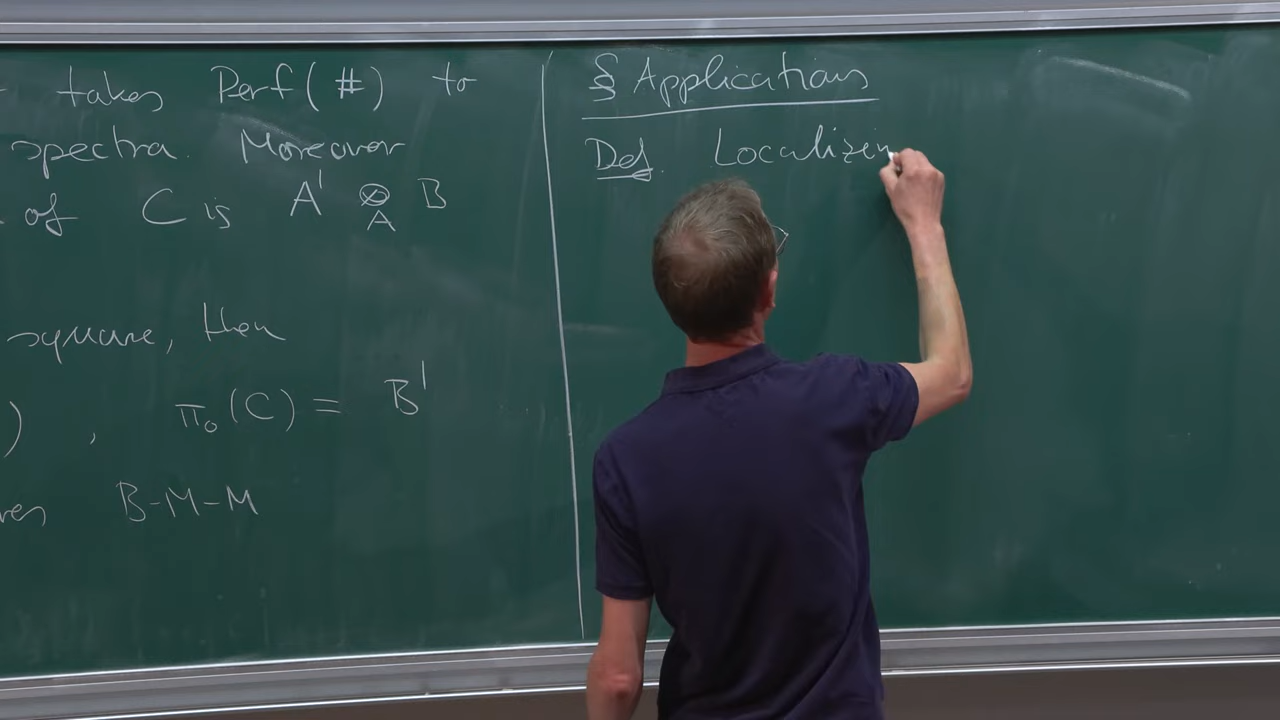 takes Perf(#) to
spectra. Moreover
of C is A' ⊗_A B
square, then
) , π₀(C) = B'
B-M-M
§ Applications
Def. Localizin